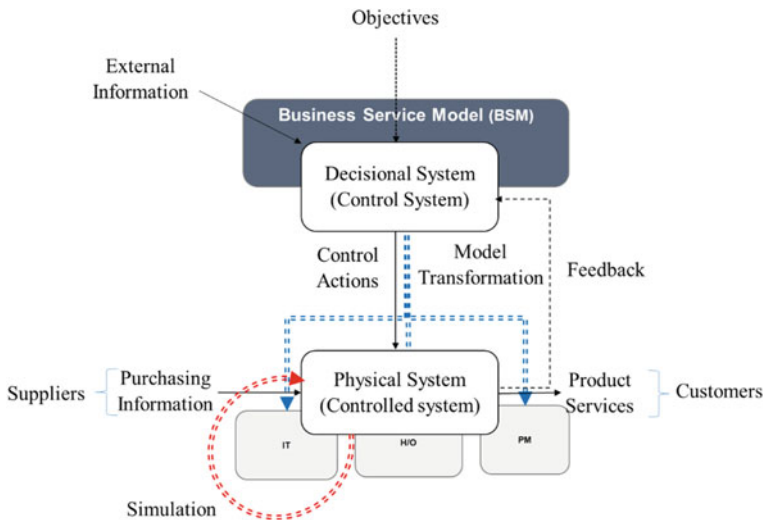 Objectives
External
Information
Business Service Model (BSM)
Decisional System
(Control System)
Control
Actions
Model
Transformation
Feedback
Suppliers
Purchasing
Information
Physical System
(Controlled system)
Product
Services
Customers
IT
H/O
PM
Simulation